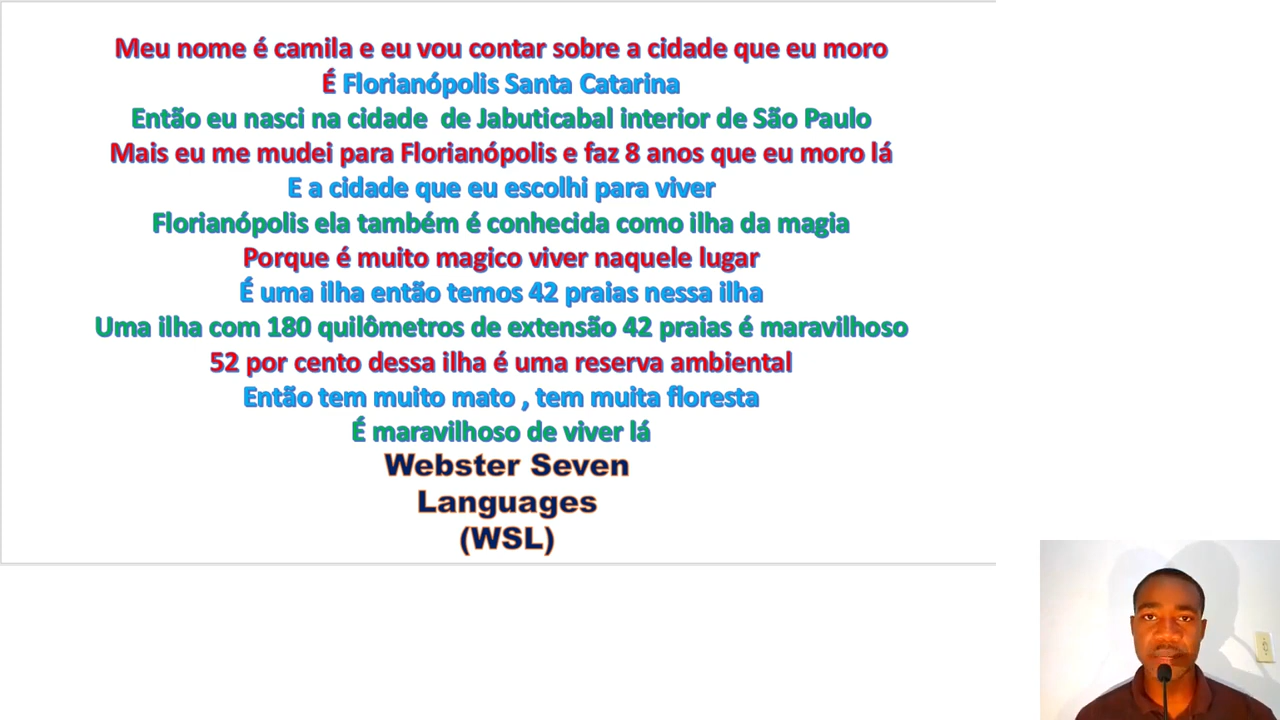 Meu nome é camila e eu vou contar sobre a cidade que eu moro
É Florianópolis Santa Catarina
Então eu nasci na cidade  de Jabuticabal interior de São Paulo
Mais eu me mudei para Florianópolis e faz 8 anos que eu moro lá
E a cidade que eu escolhi para viver
Florianópolis ela também é conhecida como ilha da magia
Porque é muito magico viver naquele lugar
É uma ilha então temos 42 praias nessa ilha
Uma ilha com 180 quilômetros de extensão 42 praias é maravilhoso
52 por cento dessa ilha é uma reserva ambiental
Então tem muito mato , tem muita floresta
É maravilhoso de viver lá
Webster Seven
Languages
(WSL)